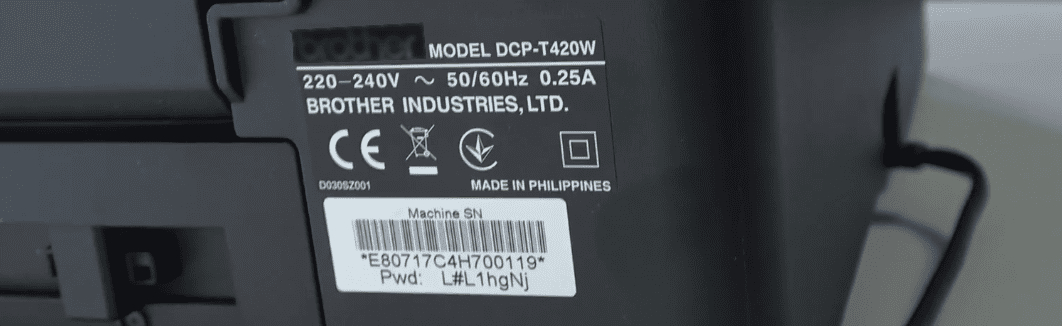 brother MODEL DCP-T420W
220-240V ~ 50/60Hz 0.25A
BROTHER INDUSTRIES, LTD.
CE
D030SZ001 MADE IN PHILIPPINES
Machine SN
*E80717C4H700119*
Pwd: L#L1hgNj